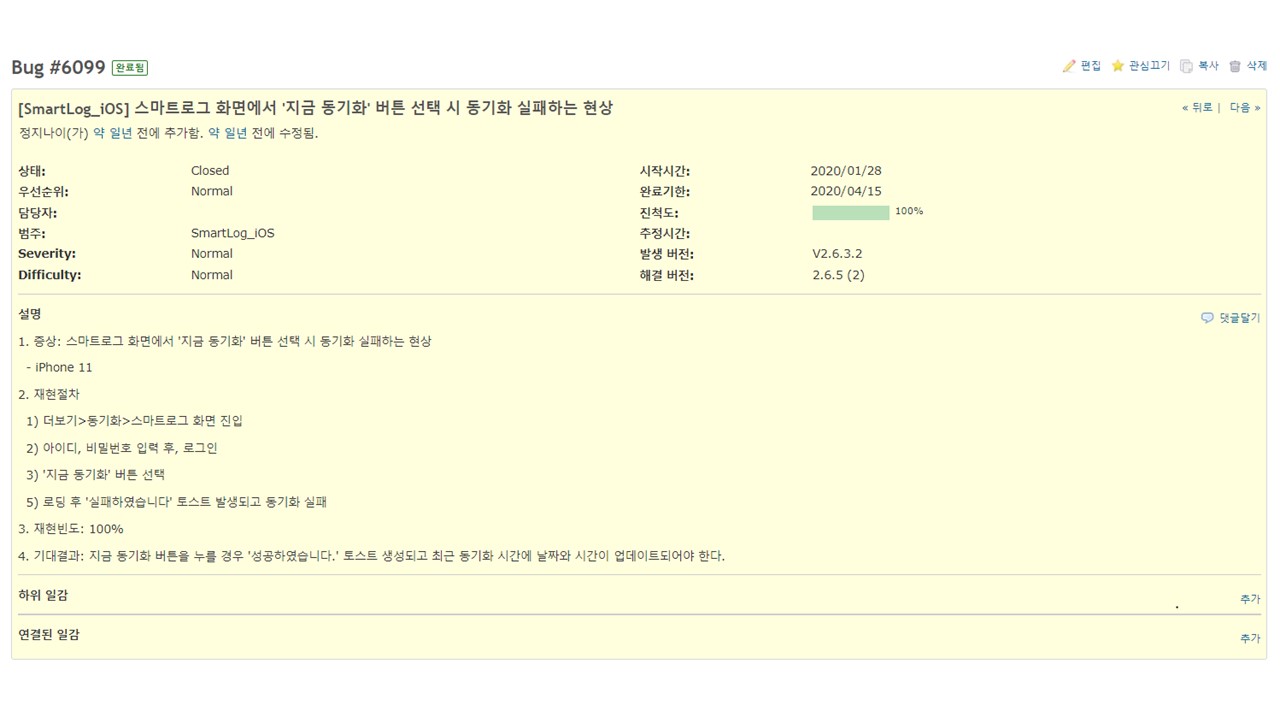 Bug #6099 완료됨 편집 관심끄기 복사 삭제
[SmartLog_iOS] 스마트로그 화면에서 '지금 동기화' 버튼 선택 시 동기화 실패하는 현상 « 뒤로 | 다음 »
정지나이(가) 약 일년 전에 추가함. 약 일년 전에 수정됨.
상태: Closed 시작시간: 2020/01/28
우선순위: Normal 완료기한: 2020/04/15
담당자: 진척도: 100%
범주: SmartLog_iOS 추정시간:
Severity: Normal 발생 버전: V2.6.3.2
Difficulty: Normal 해결 버전: 2.6.5 (2)
설명 댓글달기
1. 증상: 스마트로그 화면에서 '지금 동기화' 버튼 선택 시 동기화 실패하는 현상
- iPhone 11
2. 재현절차
1) 더보기>동기화>스마트로그 화면 진입
2) 아이디, 비밀번호 입력 후, 로그인
3) '지금 동기화' 버튼 선택
5) 로딩 후 '실패하였습니다' 토스트 발생되고 동기화 실패
3. 재현빈도: 100%
4. 기대결과: 지금 동기화 버튼을 누를 경우 '성공하였습니다.' 토스트 생성되고 최근 동기화 시간에 날짜와 시간이 업데이트되어야 한다.
하위 일감 추가
연결된 일감 추가